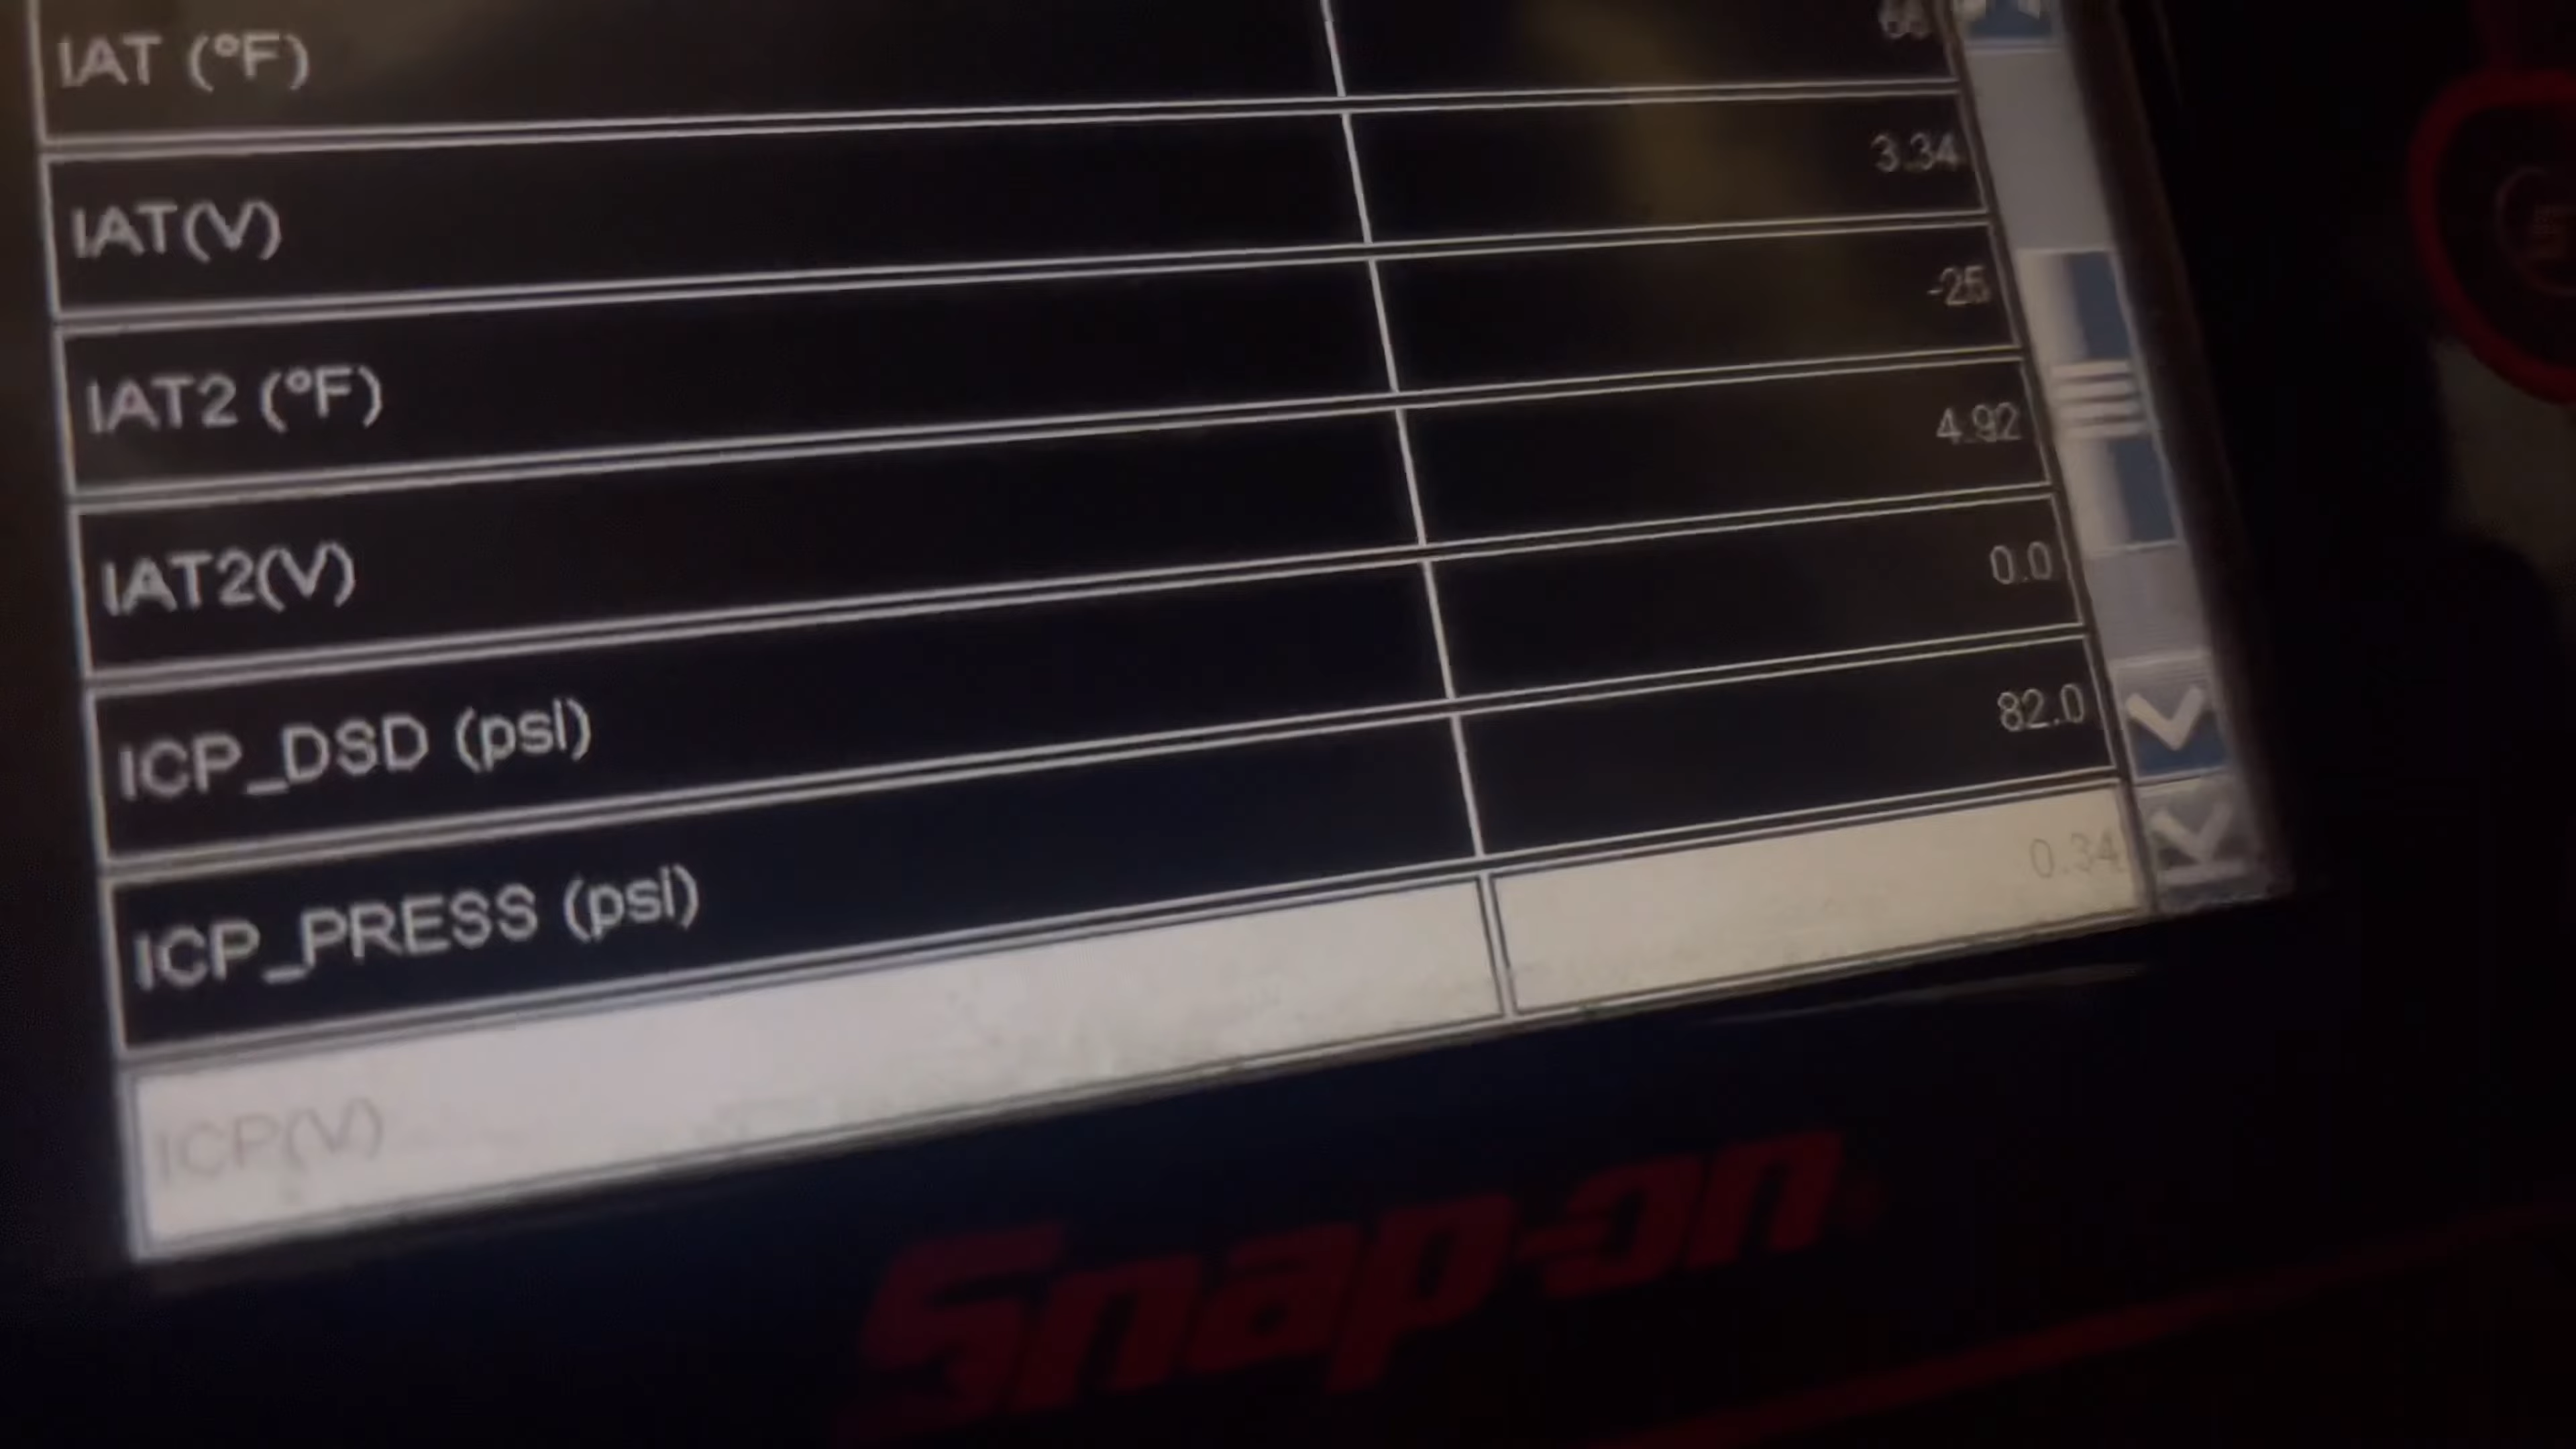 IAT (°F)
IAT(V) 3.34
IAT2 (°F) -25
IAT2(V) 4.92
ICP_DSD (psi) 0.0
ICP_PRESS (psi) 82.0
ICP(V) 0.34
Snap-on